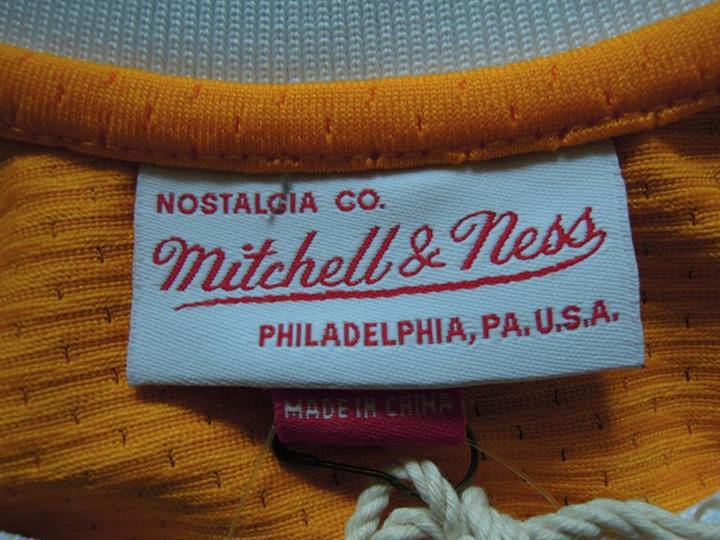 NOSTALGIA CO.
Mitchell & Ness
PHILADELPHIA, PA. U.S.A.
MADE IN CHINA